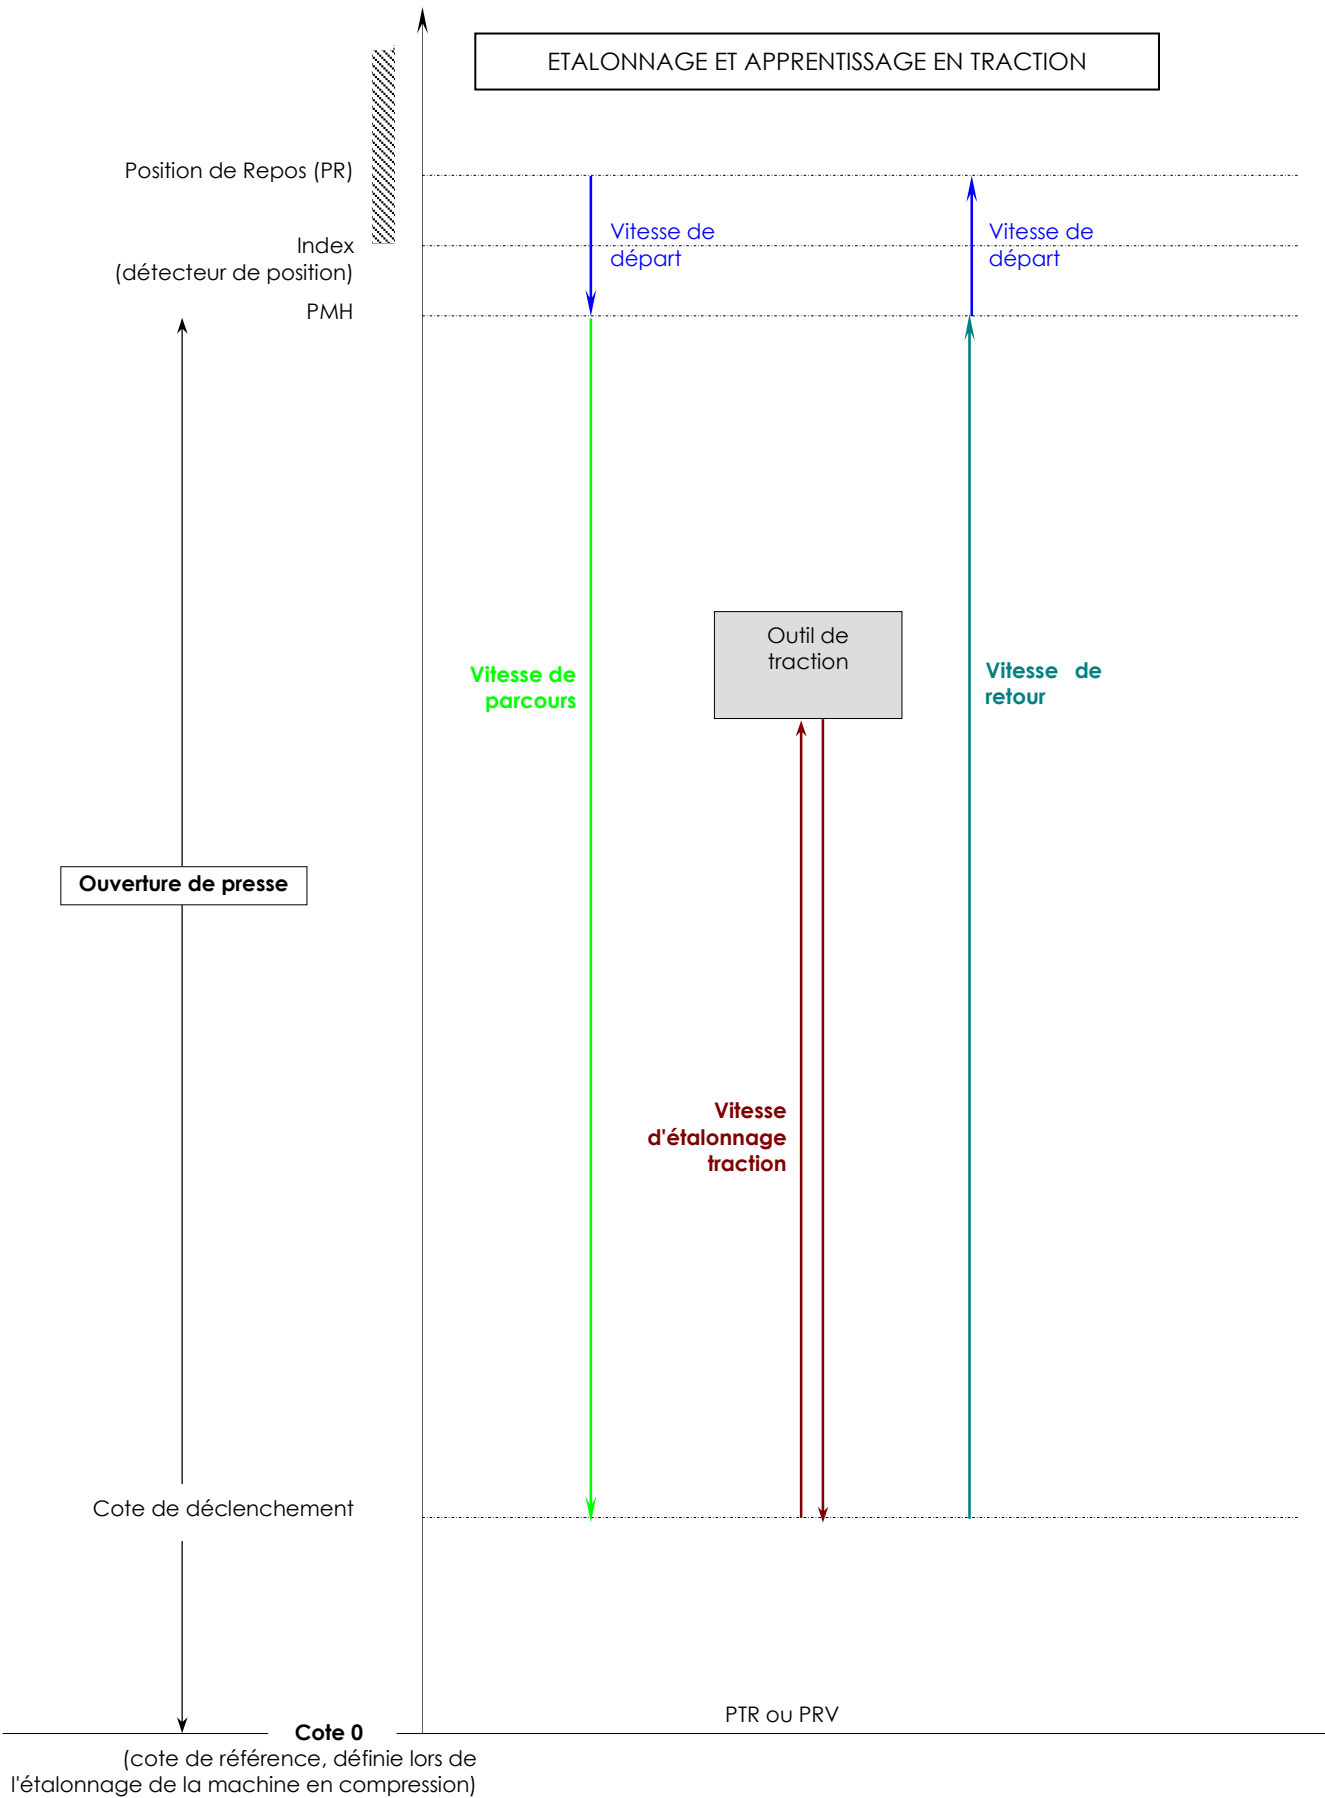 ETALONNAGE ET APPRENTISSAGE EN TRACTION
Position de Repos (PR)
Vitesse de
départ
Vitesse de
départ
Index
(détecteur de position)
PMH
Outil de
traction
Vitesse de
parcours
Vitesse de
retour
Ouverture de presse
Vitesse
d'étalonnage
traction
Cote de déclenchement
PTR ou PRV
Cote 0
(cote de référence, définie lors de
l'étalonnage de la machine en compression)